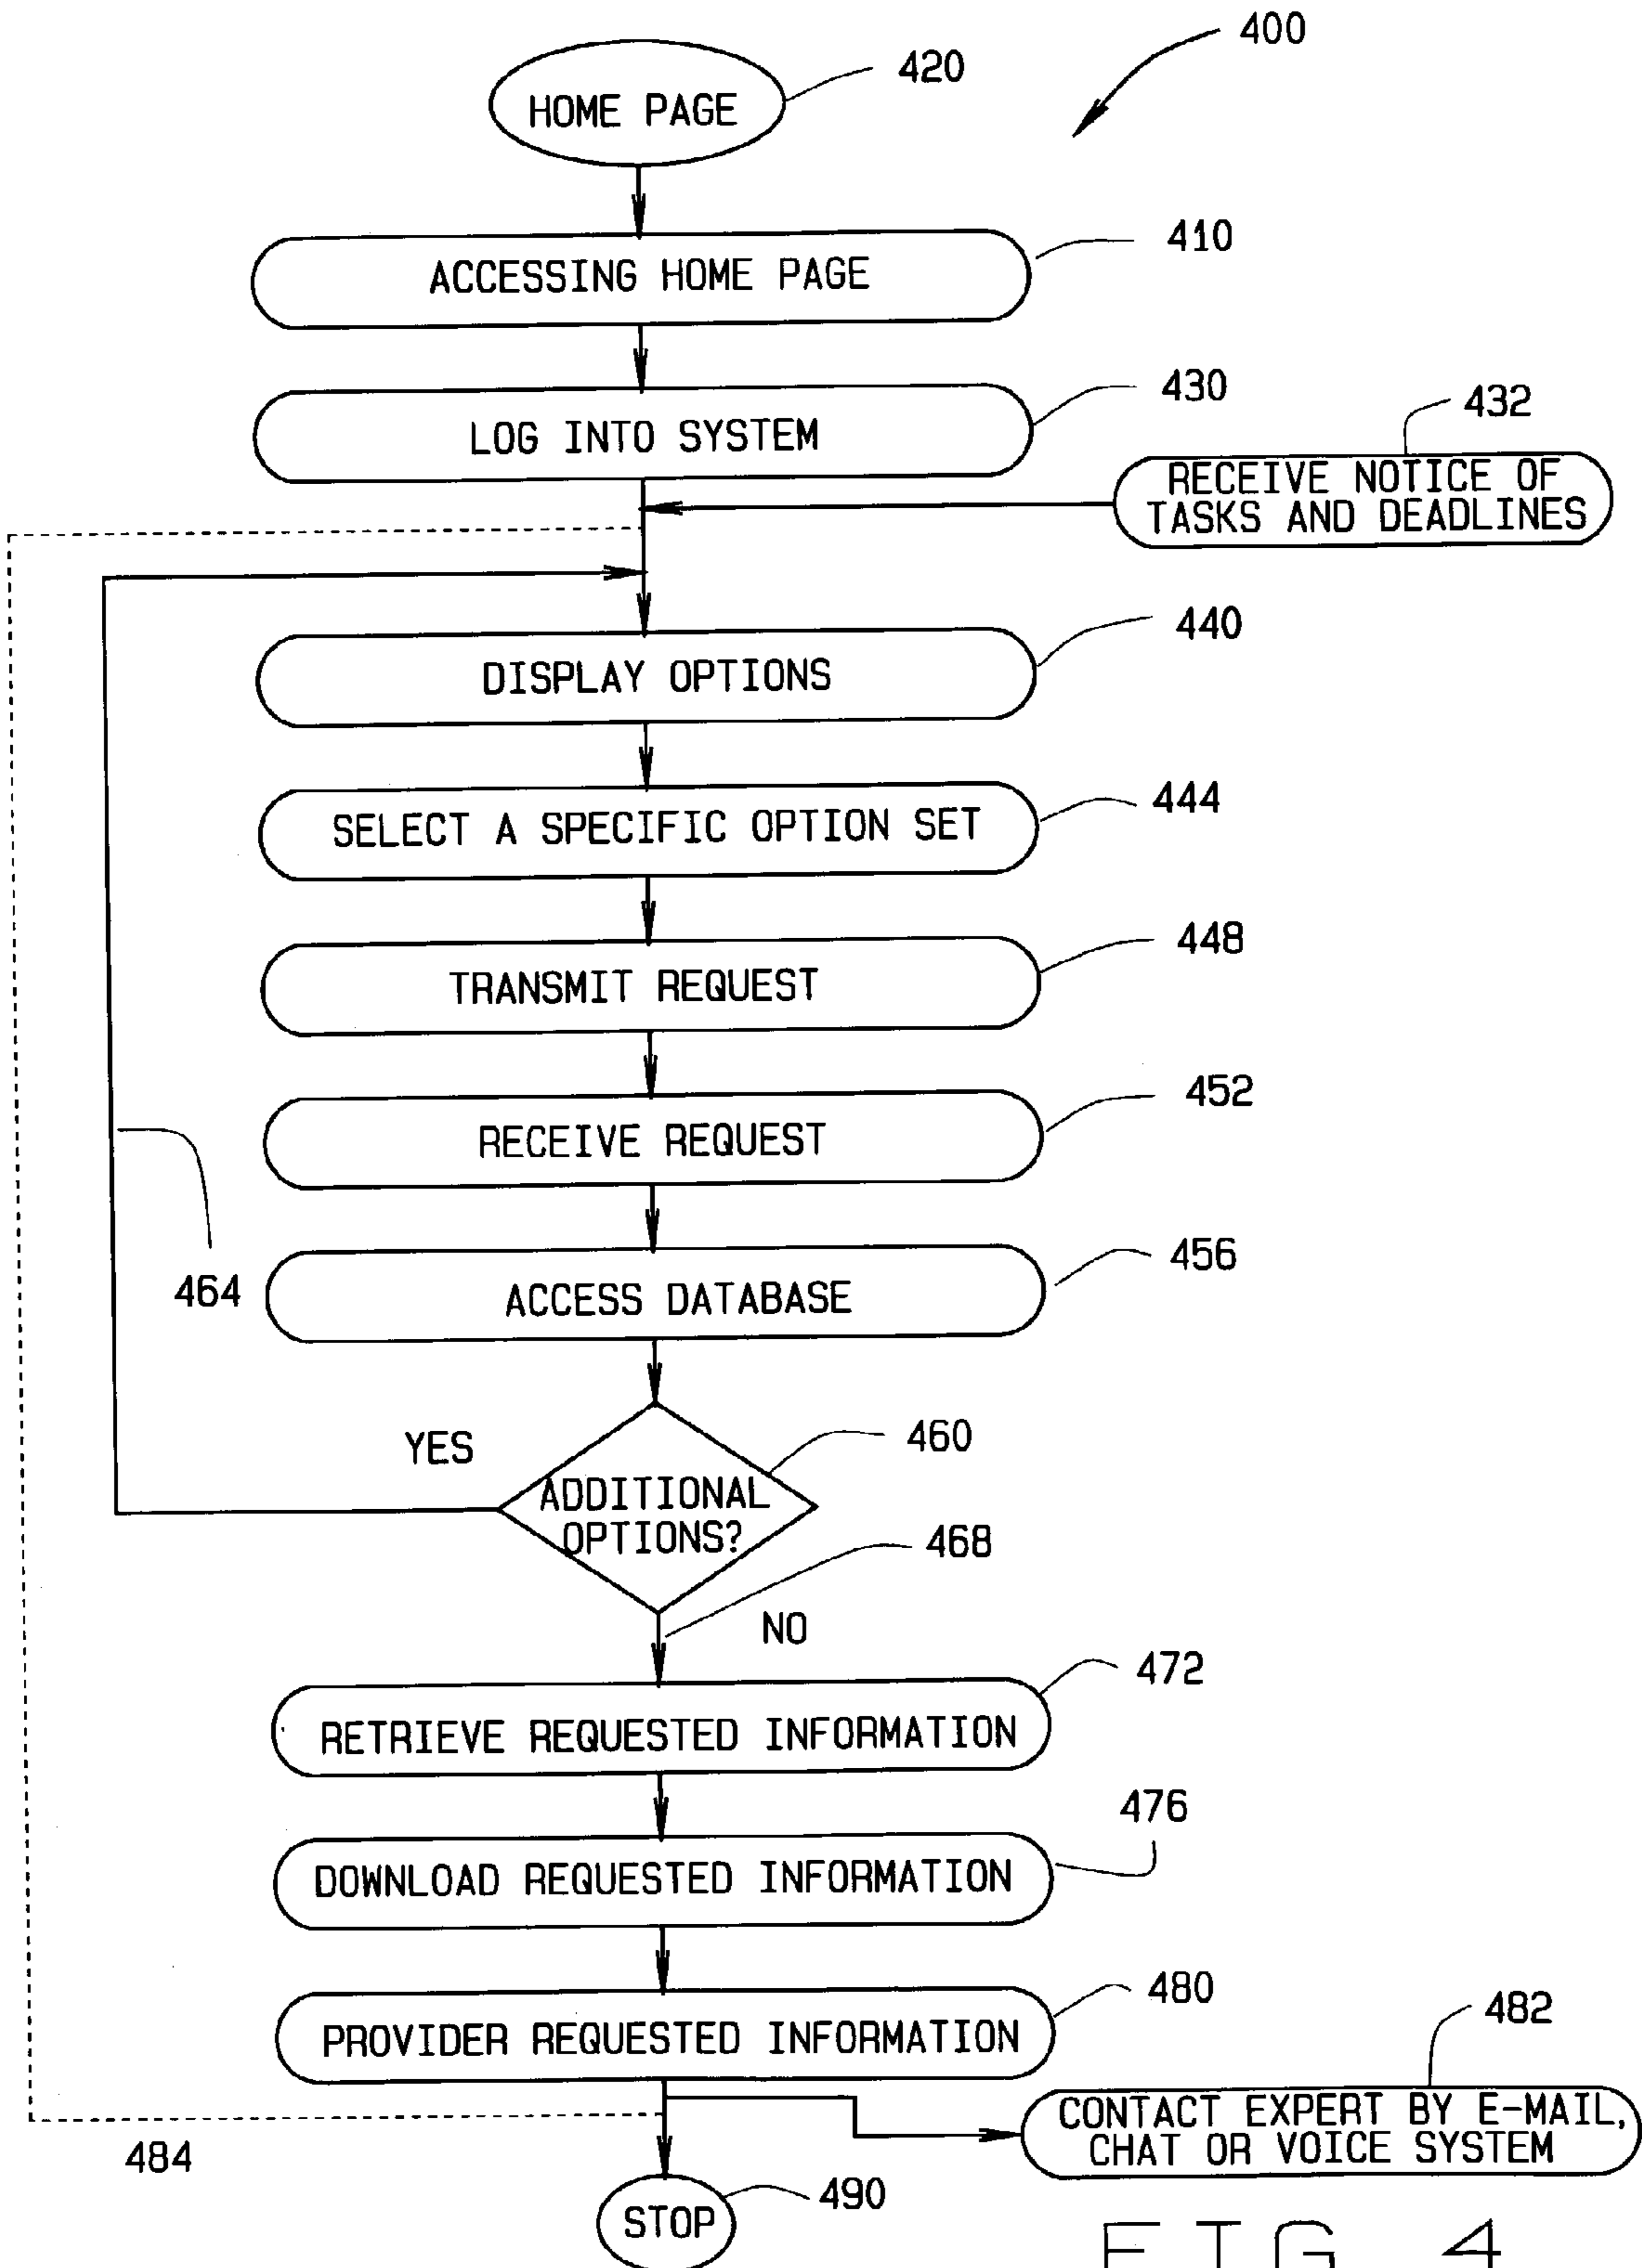 400
420
HOME PAGE
410
ACCESSING HOME PAGE
430
LOG INTO SYSTEM
432
RECEIVE NOTICE OF
TASKS AND DEADLINES
440
DISPLAY OPTIONS
444
SELECT A SPECIFIC OPTION SET
448
TRANSMIT REQUEST
452
RECEIVE REQUEST
464
456
ACCESS DATABASE
YES
460
ADDITIONAL
OPTIONS?
468
NO
472
RETRIEVE REQUESTED INFORMATION
476
DOWNLOAD REQUESTED INFORMATION
480
PROVIDER REQUESTED INFORMATION
482
CONTACT EXPERT BY E-MAIL,
CHAT OR VOICE SYSTEM
484
490
STOP
FIG. 4